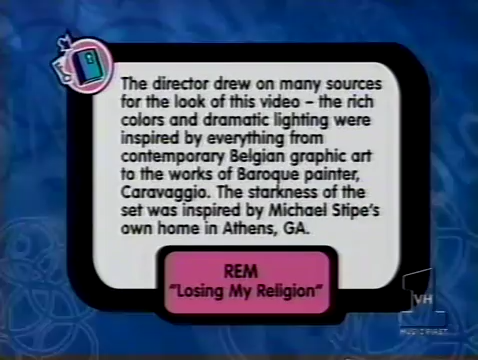 The director drew on many sources
for the look of this video – the rich
colors and dramatic lighting were
inspired by everything from
contemporary Belgian graphic art
to the works of Baroque painter,
Caravaggio. The starkness of the
set was inspired by Michael Stipe's
own home in Athens, GA.
REM
"Losing My Religion"
VH
MUSIC FIRST